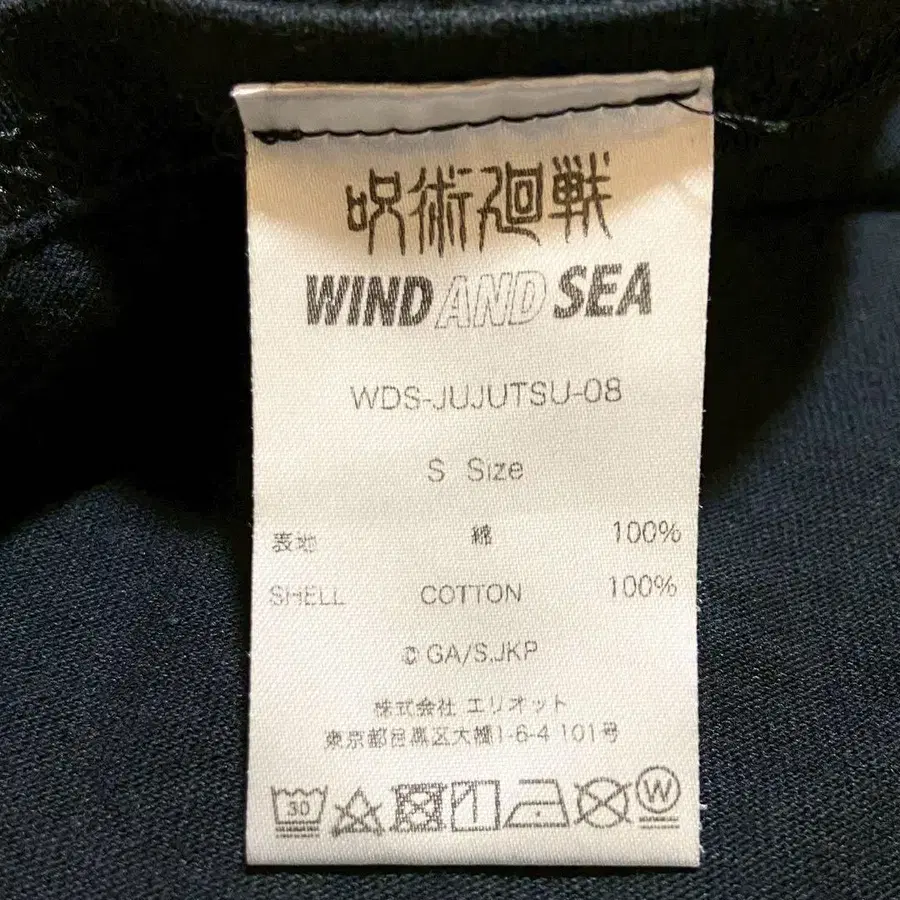 呪術廻戦
WIND AND SEA
WDS-JUJUTSU-08
S Size
表地 綿 100%
SHELL COTTON 100%
© GA/S,JKP
株式会社 エリオット
東京都目黒区大橋1-6-4 101号
30 W